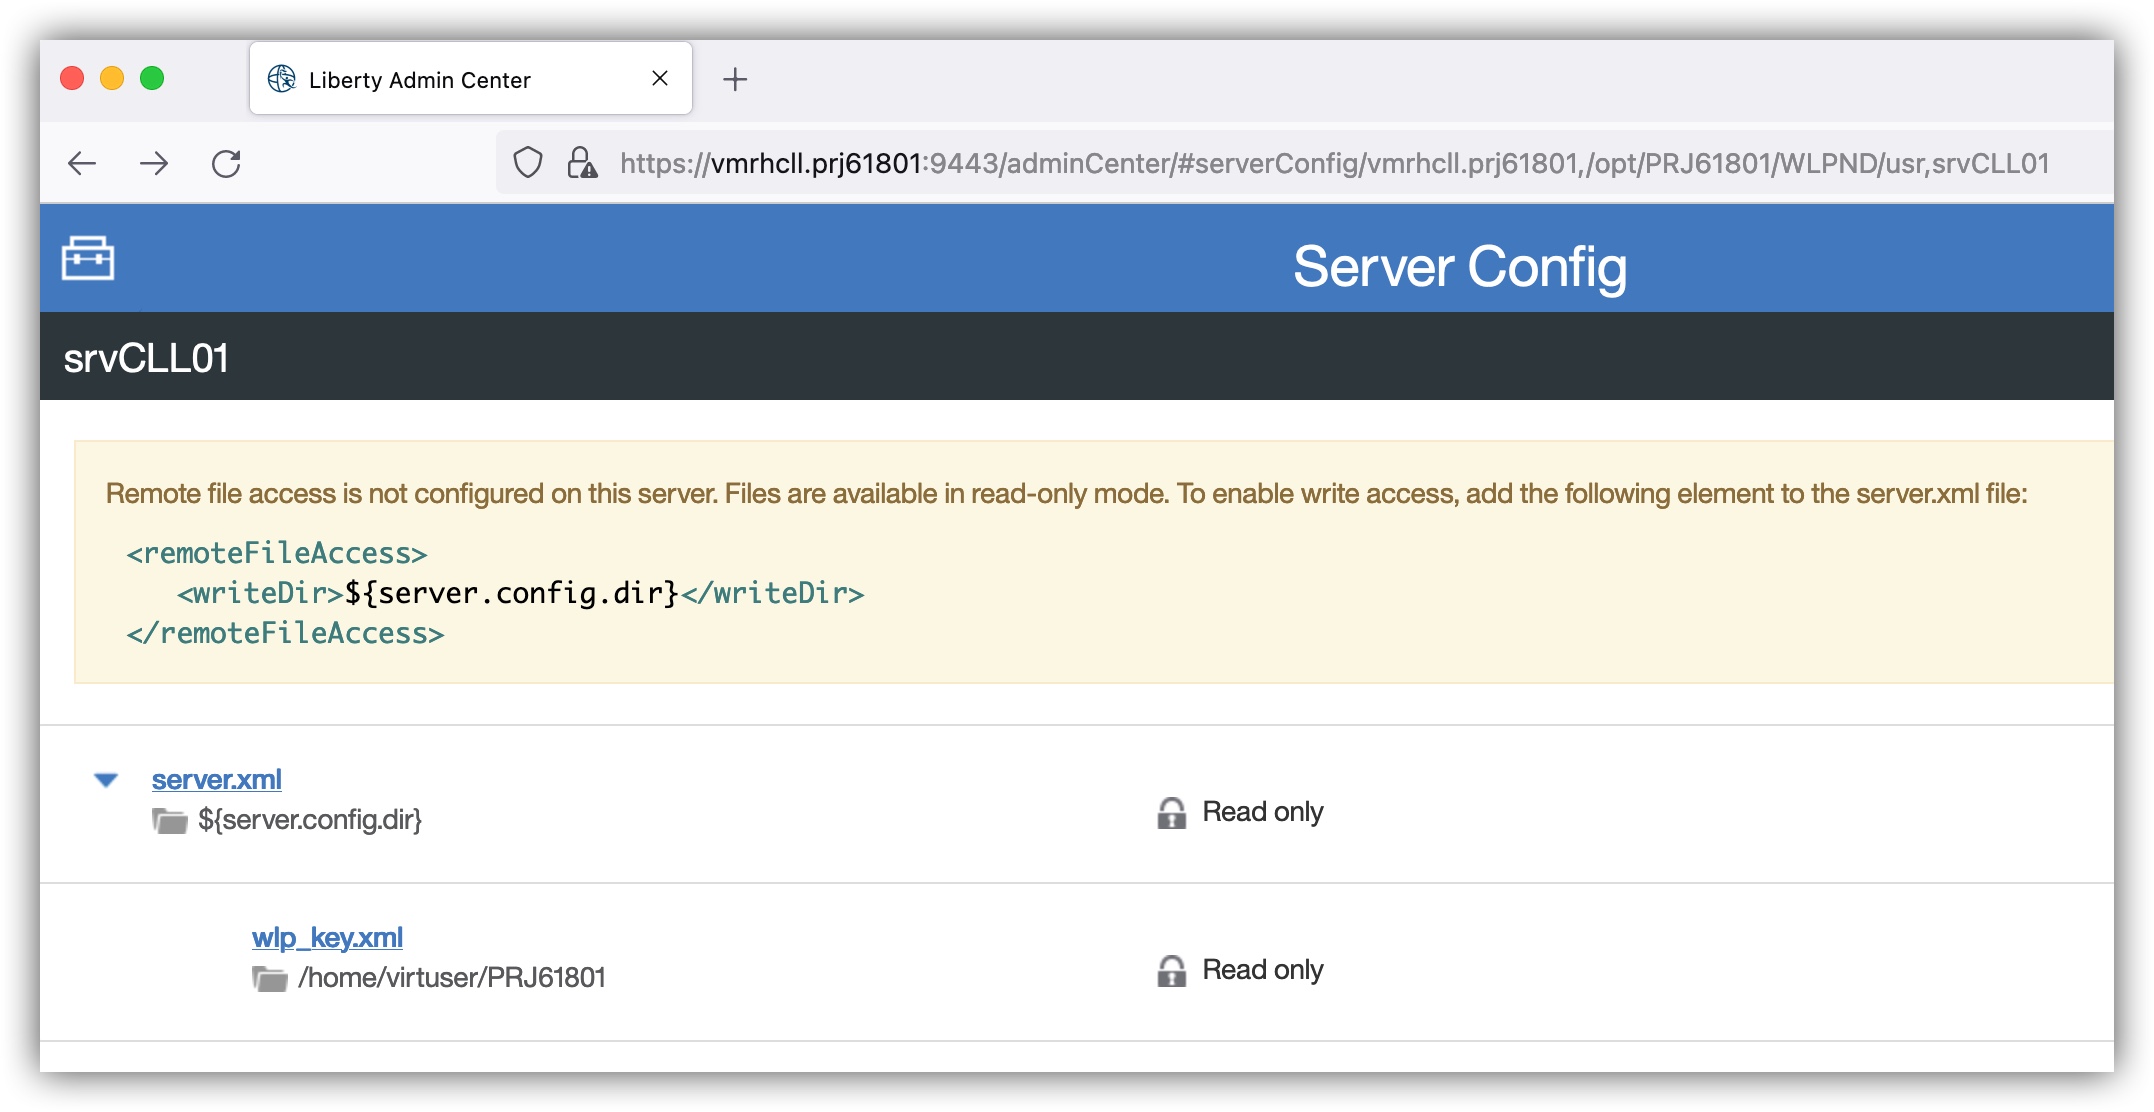 Liberty Admin Center
https://vmrhcll.prj61801:9443/adminCenter/#serverConfig/vmrhcll.prj61801,/opt/PRJ61801/WLPND/usr,srvCLL01
Server Config
srvCLL01
Remote file access is not configured on this server. Files are available in read-only mode. To enable write access, add the following element to the server.xml file:
<remoteFileAccess>
<writeDir>${server.config.dir}</writeDir>
</remoteFileAccess>
server.xml
${server.config.dir}
Read only
wlp_key.xml
/home/virtuser/PRJ61801
Read only